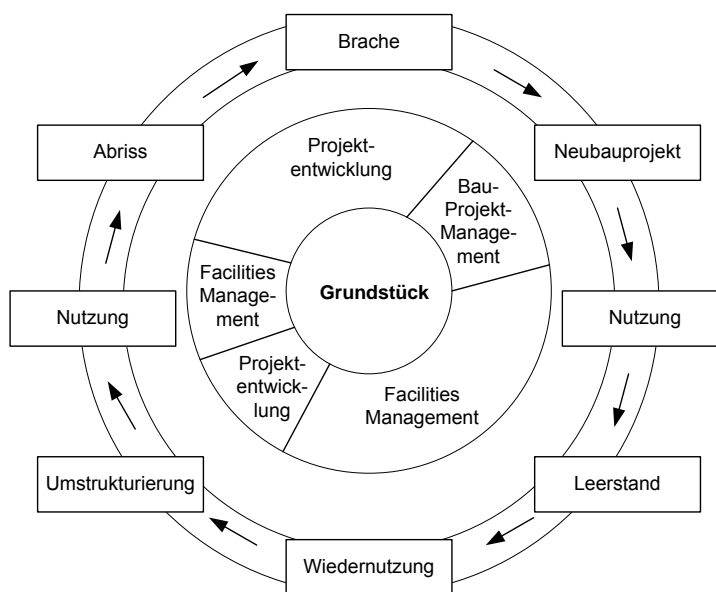 Brache
Abriss
Neubauprojekt
Projekt-
entwicklung
Bau-
Projekt-
Manage-
ment
Facilities
Manage-
ment
Grundstück
Nutzung
Nutzung
Projekt-
entwick-
lung
Facilities
Management
Umstrukturierung
Leerstand
Wiedernutzung